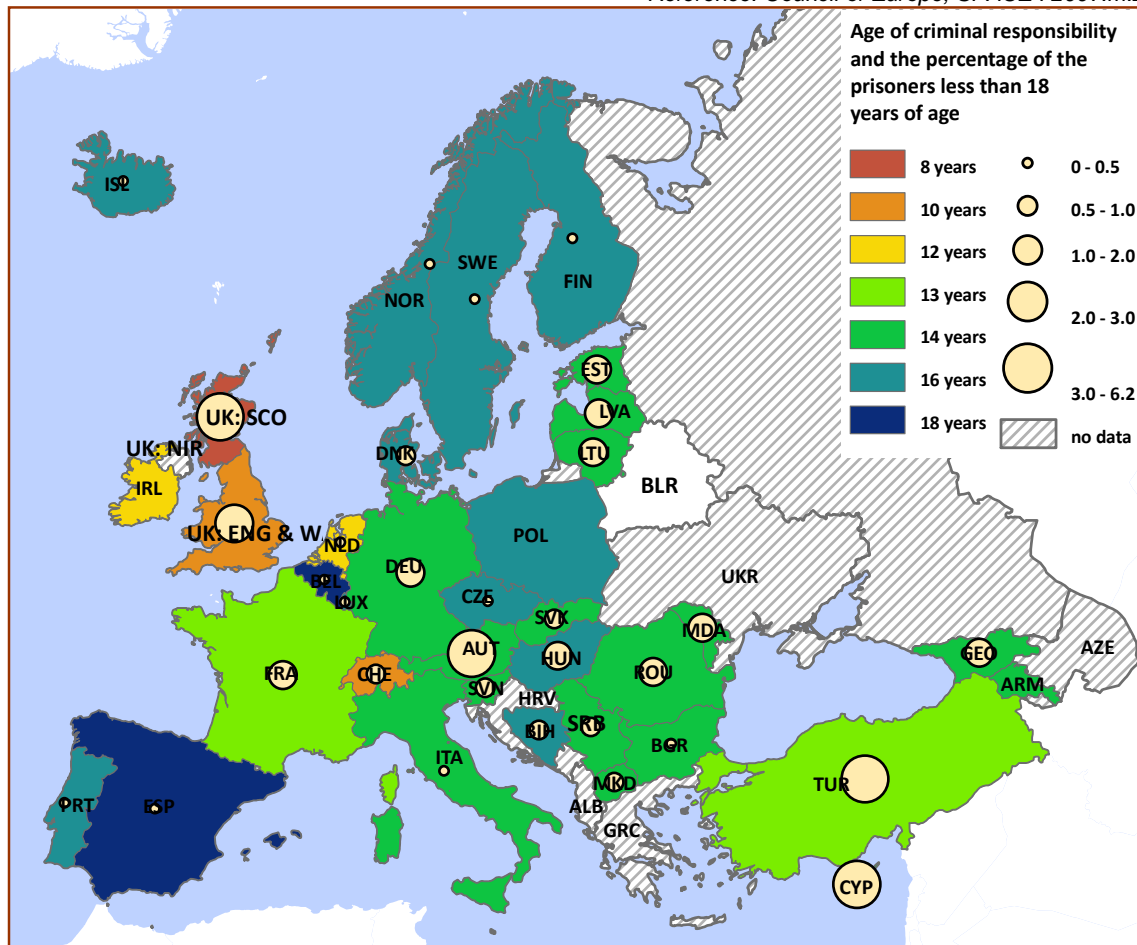 Age of criminal responsibility
and the percentage of the
prisoners less than 18
years of age
8 years
0 - 0.5
10 years
0.5 - 1.0
12 years
1.0 - 2.0
13 years
2.0 - 3.0
14 years
16 years
3.0 - 6.2
18 years
no data
ISL
SWE
NOR
FIN
EST
UK: SCO
LVA
UK: NIR
DNK
LTU
IRL
BLR
UK: ENG & W.
NLD
POL
DEU
BEL
UKR
CZE
LUX
SVK
MDA
AUT
HUN
FRA
CHE
ROU
GEO
AZE
SVN
ARM
HRV
SRB
BIH
BGR
ITA
MKD
TUR
PRT
ESP
ALB
GRC
CYP